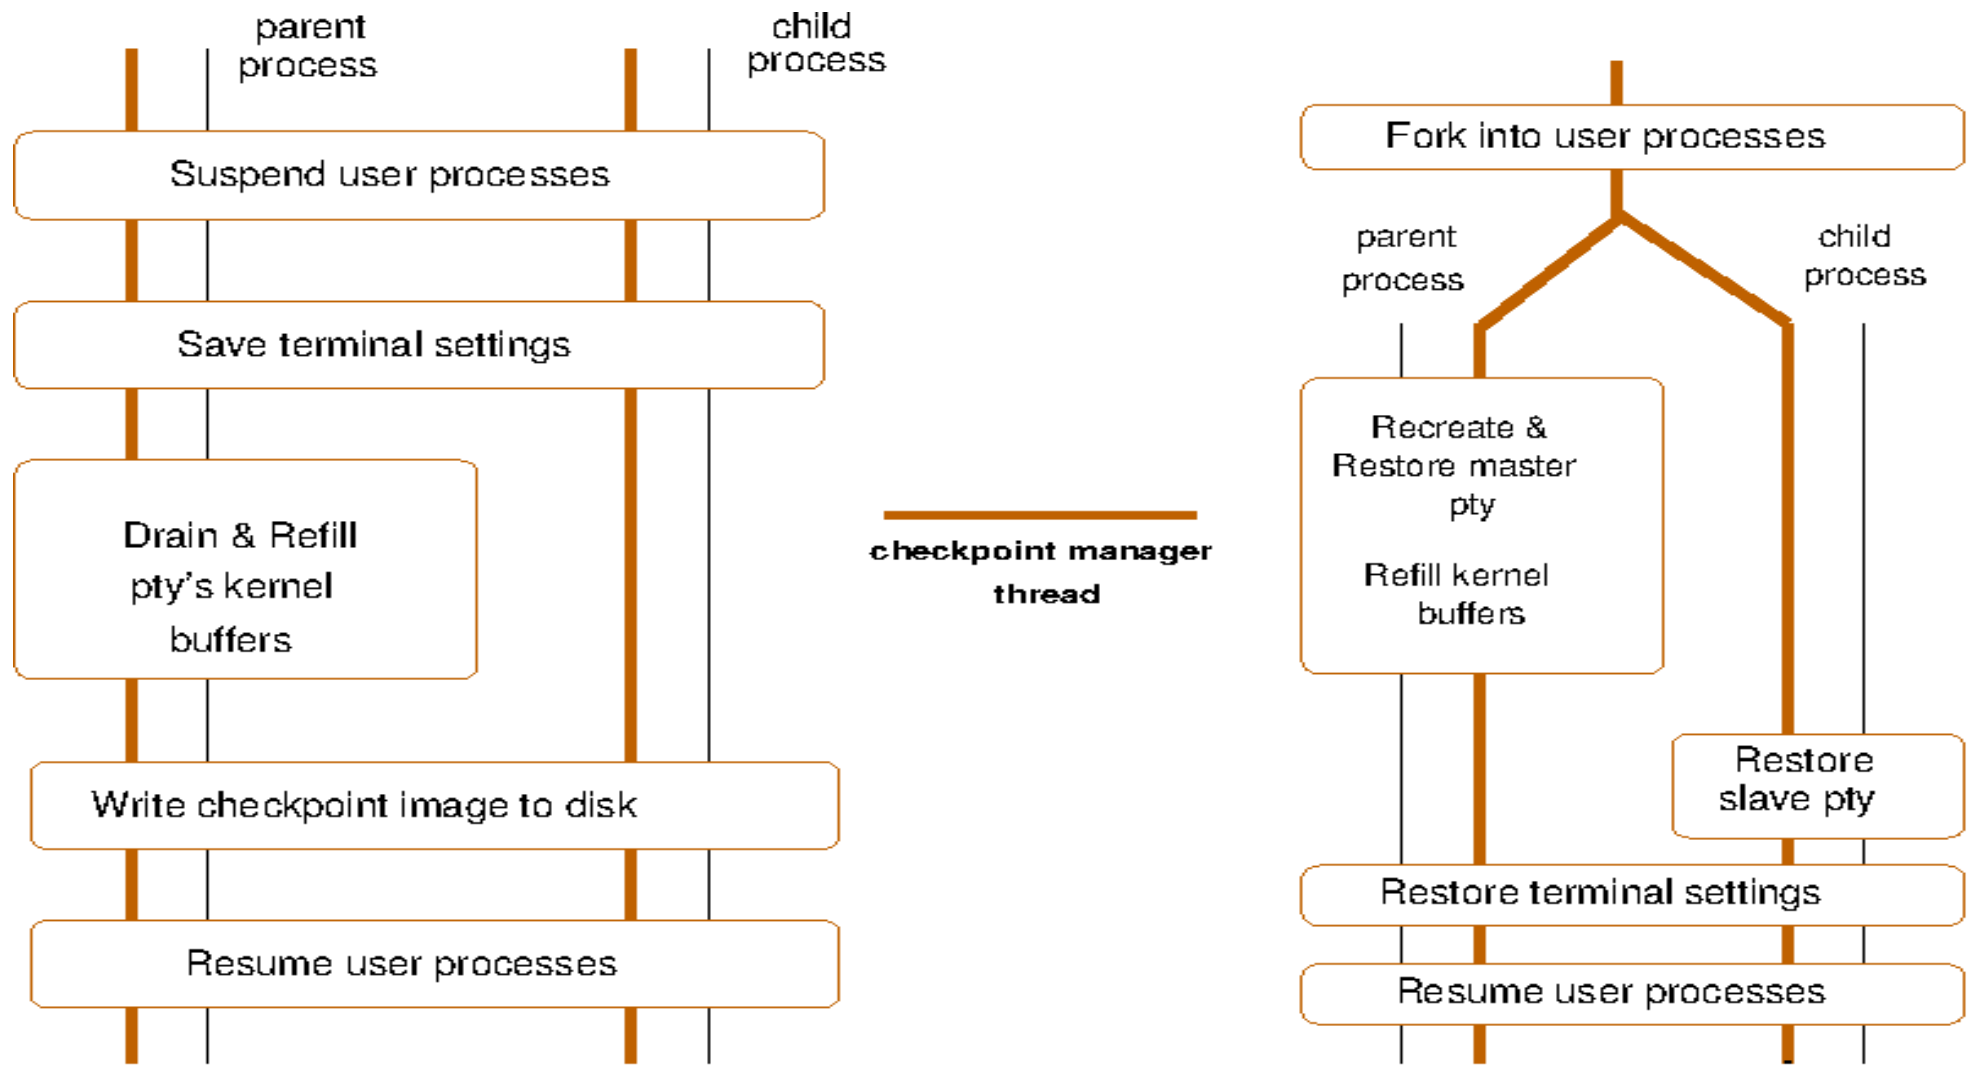 parent
process
child
process
Suspend user processes
Save terminal settings
Drain & Refill
pty's kernel
buffers
Write checkpoint image to disk
Resume user processes
checkpoint manager
thread
Fork into user processes
parent
process
child
process
Recreate &
Restore master
pty
Refill kernel
buffers
Restore
slave pty
Restore terminal settings
Resume user processes